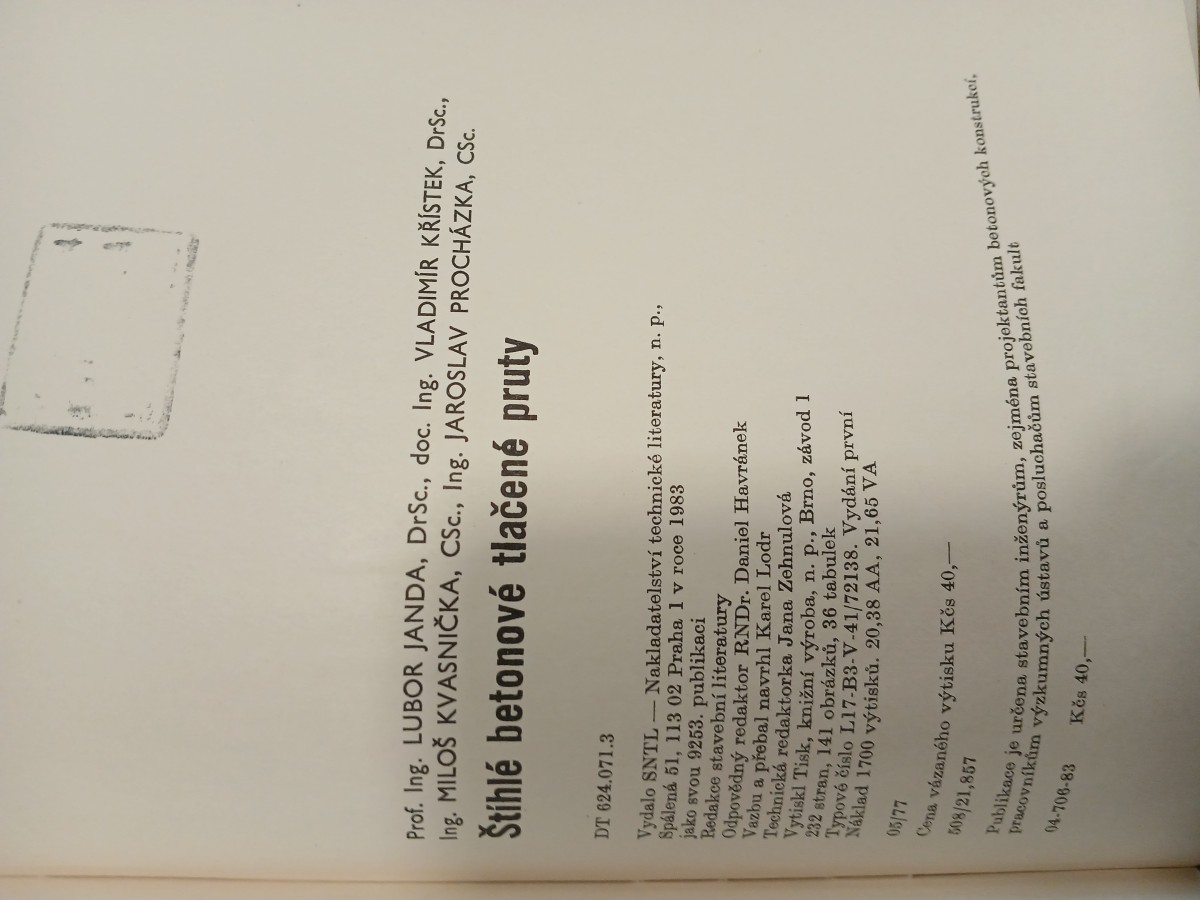 Prof. Ing. LUBOR JANDA, DrSc., doc. Ing. VLADIMÍR KŘÍSTEK, DrSc.,
Ing. MILOŠ KVASNIČKA, CSc., Ing. JAROSLAV PROCHÁZKA, CSc.
Štíhlé betonové tlačené pruty
DT 624.071.3
Vydalo SNTL — Nakladatelství technické literatury, n. p.,
Spálená 51, 113 02 Praha 1 v roce 1983
jako svou 9253. publikaci
Redakce stavební literatury
Odpovědný redaktor RNDr. Daniel Havránek
Vazbu a přebal navrhl Karel Lodr
Technická redaktorka Jana Zehnulová
Vytiskl Tisk, knižní výroba, n. p., Brno, závod 1
232 stran, 141 obrázků, 36 tabulek
Typové číslo L17-B3-V-41/72138. Vydání první
Náklad 1700 výtisků. 20,38 AA, 21,65 VA
05/77
Cena vázaného výtisku Kčs 40,—
508/21,857
Publikace je určena stavebním inženýrům, zejména projektantům betonových konstrukcí,
pracovníkům výzkumných ústavů a posluchačům stavebních fakult
04-706-83 Kčs 40,—